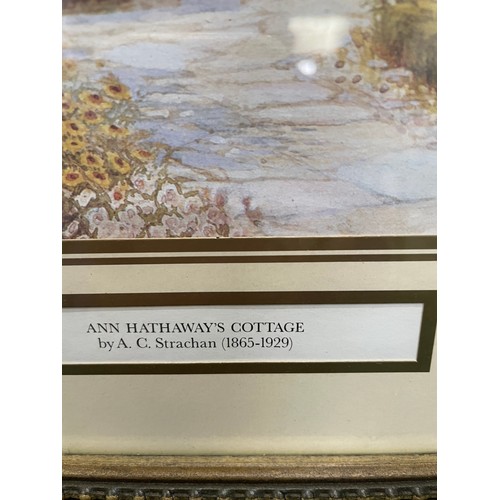 ANN HATHAWAY'S COTTAGE
by A. C. Strachan (1865-1929)